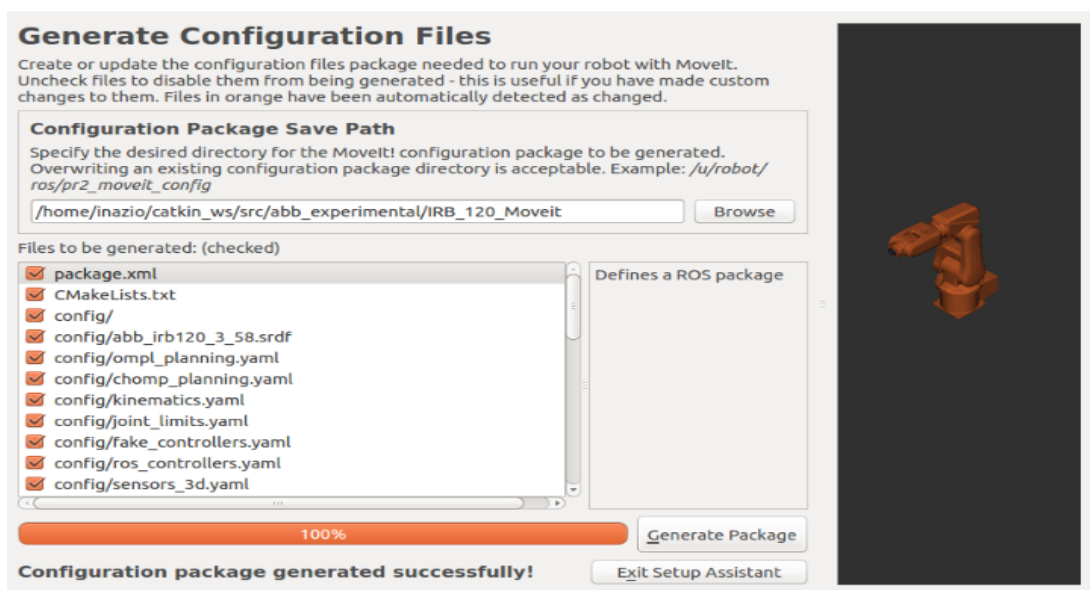 Generate Configuration Files
Create or update the configuration files package needed to run your robot with MoveIt.
Uncheck files to disable them from being generated - this is useful if you have made custom
changes to them. Files in orange have been automatically detected as changed.
Configuration Package Save Path
Specify the desired directory for the MoveIt! configuration package to be generated.
Overwriting an existing configuration package directory is acceptable. Example: /u/robot/
ros/pr2_moveit_config
/home/inazio/catkin_ws/src/abb_experimental/IRB_120_Moveit
Browse
Files to be generated: (checked)
package.xml
CMakeLists.txt
config/
config/abb_irb120_3_58.srdf
config/ompl_planning.yaml
config/chomp_planning.yaml
config/kinematics.yaml
config/joint_limits.yaml
config/fake_controllers.yaml
config/ros_controllers.yaml
config/sensors_3d.yaml
Defines a ROS package
100%
Generate Package
Configuration package generated successfully!
Exit Setup Assistant